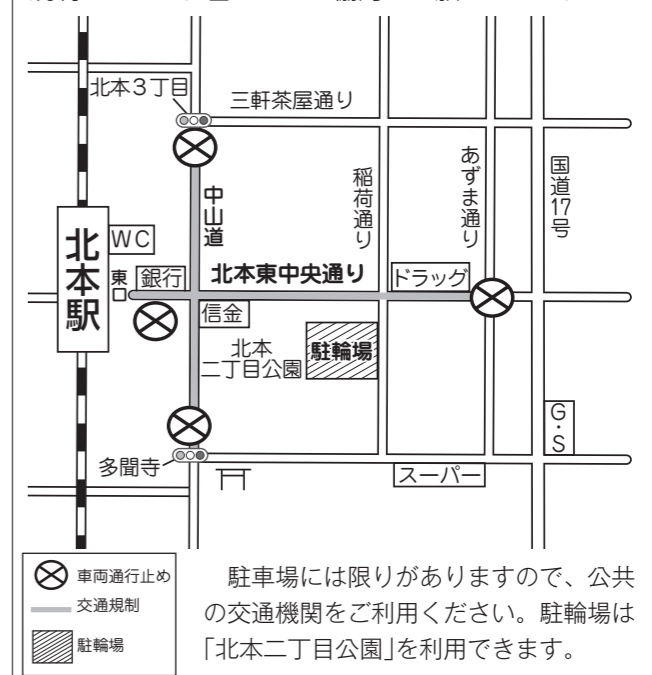 北本3丁目
三軒茶屋通り
中山道
稲荷通り
あずま通り
国道17号
北本駅
WC
東口
銀行
北本東中央通り
ドラッグ
信金
北本
二丁目公園
駐輪場
G・S
多聞寺
スーパー
車両通行止め
交通規制
駐輪場
駐車場には限りがありますので、公共
の交通機関をご利用ください。駐輪場は
「北本二丁目公園」を利用できます。